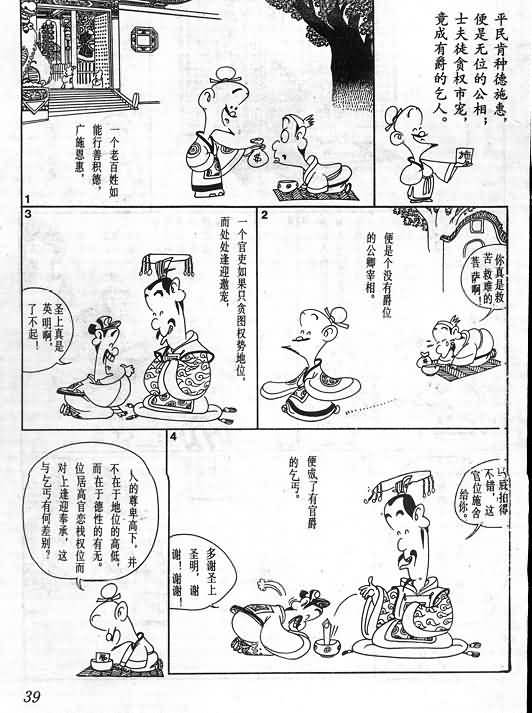 平民肯种德施惠，
便是无位的公相；
士夫徒贪权市宠，
竟成有爵的乞人。
一个老百姓如
能行善积德，
广施恩惠，
1
2
便是个没有爵位
的公卿宰相。
你真是救
苦救难的
菩萨啊！
3
一个官吏如果只贪图权势地位，
而处处逢迎邀宠，
圣上真是
英明啊，
了不起！
4
马屁拍得
不错，这
官位施舍
给你。
便成了有官爵
的乞丐。
多谢圣上
圣明，谢
谢！谢谢！
人的尊卑高下，并
不在于地位的高低，
而在于德性的有无。
位居高官恋栈权位而
对上逢迎奉承，这
与乞丐有何差别？
39